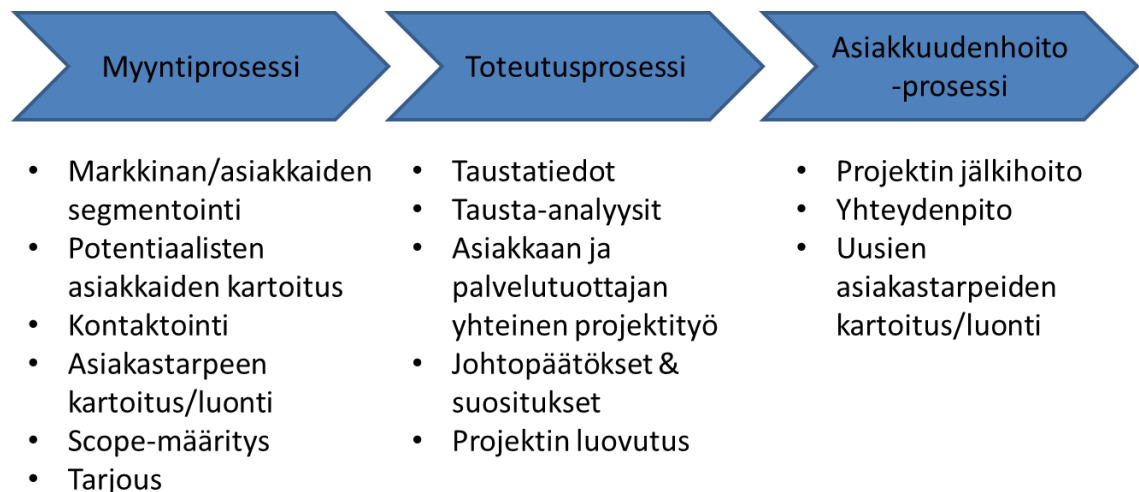 Myyntiprosessi
Toteutusprosessi
Asiakkuudenhoito
-prosessi
• Markkinan/asiakkaiden
segmentointi
• Potentiaalisten
asiakkaiden kartoitus
• Kontaktointi
• Asiakastarpeen
kartoitus/luonti
• Scope-määritys
• Tarjous
• Taustatiedot
• Tausta-analyysit
• Asiakkaan ja
palvelutuottajan
yhteinen projektityö
• Johtopäätökset &
suositukset
• Projektin luovutus
• Projektin jälkihoito
• Yhteydenpito
• Uusien
asiakastarpeiden
kartoitus/luonti